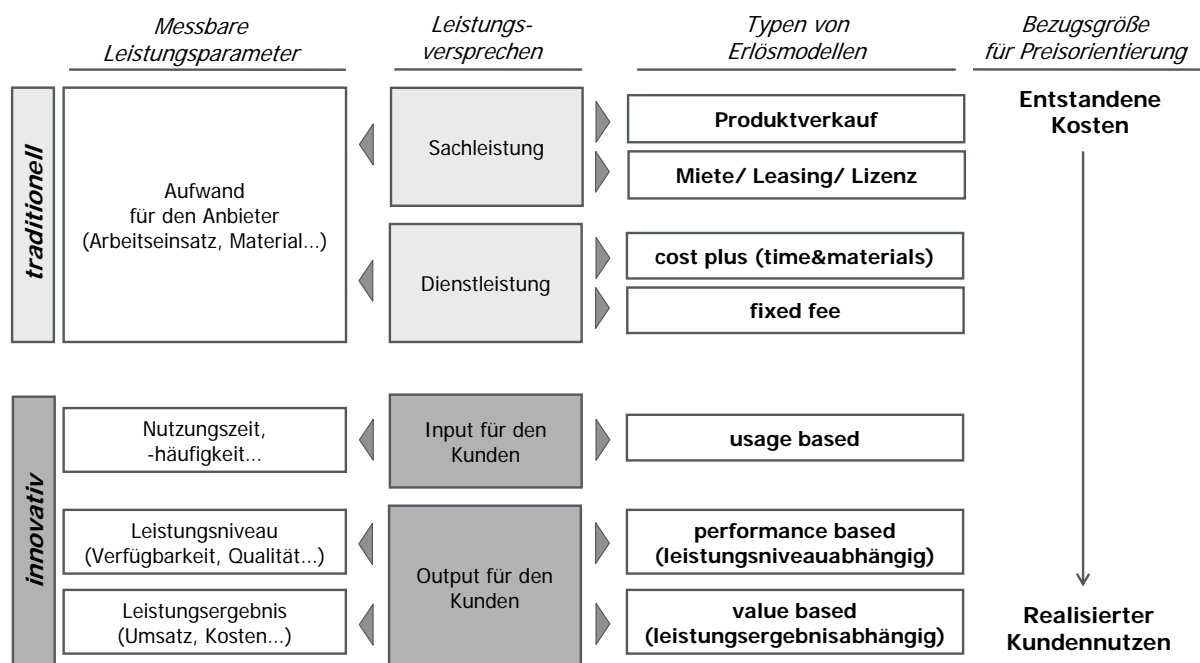 Messbare
Leistungsparameter
Leistungs-
versprechen
Typen von
Erlösmodellen
Bezugsgröße
für Preisorientierung
traditionell
Aufwand
für den Anbieter
(Arbeitseinsatz, Material...)
Sachleistung
Produktverkauf
Miete/ Leasing/ Lizenz
Dienstleistung
cost plus (time&materials)
fixed fee
Entstandene
Kosten
innovativ
Nutzungszeit,
-häufigkeit...
Input für den
Kunden
usage based
Leistungsniveau
(Verfügbarkeit, Qualität...)
Output für den
Kunden
performance based
(leistungsniveauabhängig)
Leistungsergebnis
(Umsatz, Kosten...)
value based
(leistungsergebnisabhängig)
Realisierter
Kundennutzen